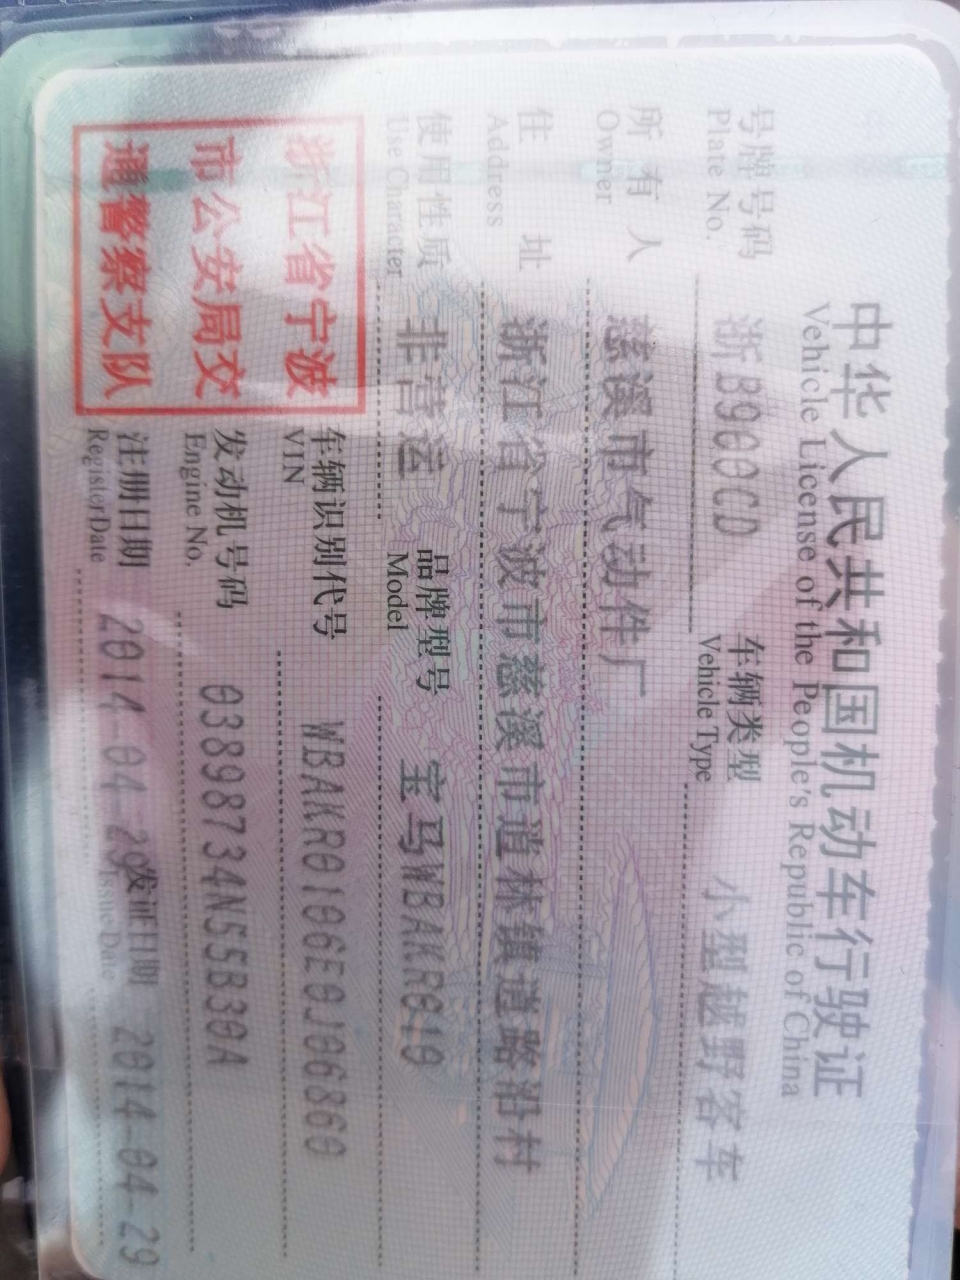 中华人民共和国机动车行驶证
Vehicle License of the People's Republic of China
号牌号码 浙B900CD 车辆类型 小型越野客车
Plate No. Vehicle Type
所有人 慈溪市气动件厂
Owner
住址 浙江省宁波市慈溪市逍林镇道路沿村
Address
使用性质 非营运 品牌型号 宝马WBAKR010
Use Character Model
浙江省宁波
市公安局交
通警察支队
车辆识别代号 WBAKR0106E0J06860
VIN
发动机号码 03898734N55B30A
Engine No.
注册日期 2014-04-29 发证日期 2014-04-29
Register Date Issue Date